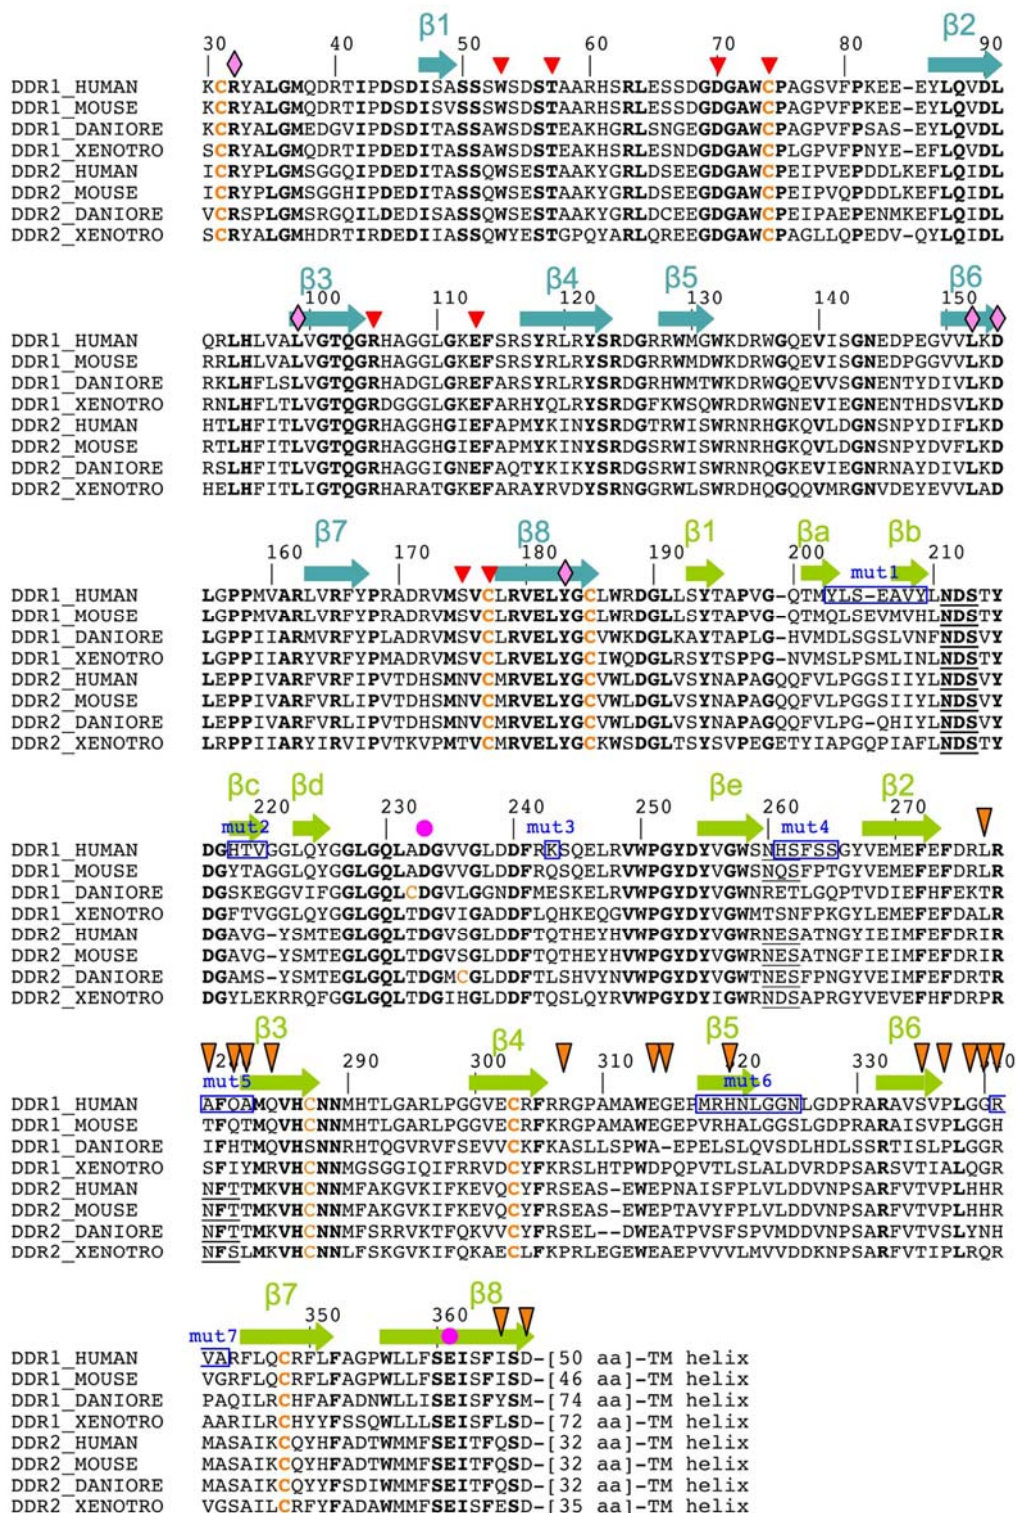 β1 β2
30 40 50 60 70 80 90
DDR1_HUMAN KCRYALGMQDRTIPDSDISASSSWSDSTAARHSRLESSDGDGAWCPAGSVFPKEE-EYLQVDL
DDR1_MOUSE KCRYALGMQDRTIPDSDISVSSSWSDSTAARHSRLESSDGDGAWCPAGPVFPKEE-EYLQVDL
DDR1_DANIORE KCRYALGMEDGVIPDSDITASSAWSDSTEAKHGRLSNGEGDGAWCPAGPVFPSAS-EYLQVDL
DDR1_XENOTRO SCRYALGMQDRTIPDSDITASSAWSDSTEAKHSRLESNDGDGAWCPLGPVFPNYE-EFLQVDL
DDR2_HUMAN ICRYPLGMSGGQIPDEDITASSQWSESTAAKYGRLDSEEGDGAWCPEIPVEPDDLKEFLQIDL
DDR2_MOUSE ICRYPLGMSGGHIPDEDITASSQWSESTAAKYGRLDSEEGDGAWCPEIPVQPDDLKEFLQIDL
DDR2_DANIORE VCRSPLGMSRGQILDEDISASSQWSESTAAKYGRLDCEEGDGAWCPEIPAEPENMKEFLQIDL
DDR2_XENOTRO SCRYALGMHDRTIRDEDIIASSQWYESTGPQYARLQREEGDGAWCPAGLLQPEDV-QYLQIDL
β3 β4 β5 β6
100 110 120 130 140 150
DDR1_HUMAN QRLHLVALVGTQGRHAGGLGKEFSRSYRLRYSRDGRRWMGWKDRWGQEVISGNEDPEGVVLKD
DDR1_MOUSE RRLHLVALVGTQGRHAGGLGKEFSRSYRLRYSRDGRRWMDWKDRWGQEVISGNEDPGGVVLKD
DDR1_DANIORE RKLHFLSLVGTQGRHADGLGKEFARSYRLRYSRDGRHWMTWKDRWGQEVVSGNENTYDIVLKD
DDR1_XENOTRO RNLHFLTLVGTQGRDGGGLGKEFARHYQLRYSRDGFKWSQWRDRWGNEVIEGNENTHDSVLKD
DDR2_HUMAN HTLHFITLVGTQGRHAGGHGIEFAPMYKINYSRDGTRWISWRNRHGKQVLDGNSNPYDIFLKD
DDR2_MOUSE RTLHFITLVGTQGRHAGGHGIEFAPMYKINYSRDGSRWISWRNRHGKQVLDGNSNPYDVFLKD
DDR2_DANIORE RSLHFITLVGTQGRHAGGIGNEFAQTYKIKYSRDGSRWISWRNRQGKEVIEGNRNAYDIVLKD
DDR2_XENOTRO HELHFITLIGTQGRHARATGKEFARAYRVDYSRNGGRWLSWRDHQGQQVMRGNVDEYEVVLAD
β7 β8 β1 βa βb
160 170 180 190 200 210
mut1
DDR1_HUMAN LGPPMVARLVRFYPRADRVMSVCLRVELYGCLWRDGLLSYTAPVG-QTMYLS-EAVYLNDSTY
DDR1_MOUSE LGPPMVARLVRFYPRADRVMSVCLRVELYGCLWRDGLLSYTAPVG-QTMQLSEVMVHLNDSTY
DDR1_DANIORE LGPPIIARMVRFYPLADRVMSVCLRVELYGCVWKDGLKAYTAPLG-HVMDLSGSLVNFNDSVY
DDR1_XENOTRO LGPPIIARYVRFYPMADRVMSVCLRVELYGCIWQDGLRSYTSPPG-NVMSLPSMLINLNDSTY
DDR2_HUMAN LEPPIVARFVRFIPVTDHSMNVCMRVELYGCVWLDGLVSYNAPAGQQFVLPGGSIIYLNDSVY
DDR2_MOUSE LEPPIVARFVRLIPVTDHSMNVCMRVELYGCVWLDGLVSYNAPAGQQFVLPGGSIIYLNDSVY
DDR2_DANIORE LEPPIIARFVRLIPVTDHSMNVCMRVELYGCVWLDGLVSYNAPAGQQFVLPG-QHIYLNDSVY
DDR2_XENOTRO LRPPIIARYIRVIPVTKVPMTVCMRVELYGCKWSDGLTSYSVPEGETYIAPGQPIAFLNDSTY
βc βd βe β2
220 230 240 250 260 270
mut2 mut3 mut4
DDR1_HUMAN DGHTVGGLQYGGLGQLADGVVGLDDFRKSQELRVWPGYDYVGWSNHSFSSGYVEMEFEFDRLR
DDR1_MOUSE DGYTAGGLQYGGLGQLADGVVGLDDFRQSQELRVWPGYDYVGWSNQSFPTGYVEMEFEFDRLR
DDR1_DANIORE DGSKEGGVIFGGLGQLCDGVLGGNDFMESKELRVWPGYDYVGWNRETLGQPTVDIEFHFEKTR
DDR1_XENOTRO DGFTVGGLQYGGLGQLTDGVIGADDFLQHKEQGVWPGYDYVGWMTSNFPKGYLEMEFEFDALR
DDR2_HUMAN DGAVG-YSMTEGLGQLTDGVSGLDDFTQTHEYHVWPGYDYVGWRNESATNGYIEIMFEFDRIR
DDR2_MOUSE DGAVG-YSMTEGLGQLTDGVSGLDDFTQTHEYHVWPGYDYVGWRNESATNGFIEIMFEFDRIR
DDR2_DANIORE DGAMS-YSMTEGLGQLTDGMCGLDDFTLSHVYNVWPGYDYVGWTNESFPNGYVEIMFEFDRTR
DDR2_XENOTRO DGYLEKRRQFGGLGQLTDGIHGLDDFTQSLQYRVWPGYDYIGWRNDSAPRGYVEVEFHFDRPR
β3 β4 β5 β6
290 300 310 320 330
mut5 mut6
DDR1_HUMAN AFQAMQVHCNNMHTLGARLPGGVECRFRRGPAMAWEGEPMRHNLGGNLGDPRARAVSVPLGGR
DDR1_MOUSE TFQTMQVHCNNMHTLGARLPGGVECRFKRGPAMAWEGEPVRHALGGSLGDPRARAISVPLGGH
DDR1_DANIORE IFHTMQVHSNNRHTQGVRVFSEVVCKFKASLLSPWA-EPELSLQVSDLHDLSSRTISLPLGGR
DDR1_XENOTRO SFIYMRVHCNNMGSGGIQIFRRVDCYFKRSLHTPWDPQPVTLSLALDVRDPSARSVTIALQGR
DDR2_HUMAN NFTTMKVHCNNMFAKGVKIFKEVQCYFRSEAS-EWEPNAISFPLVLDDVNPSARFVTVPLHHR
DDR2_MOUSE NFTTMKVHCNNMFAKGVKIFKEVQCYFRSEAS-EWEPTAVYFPLVLDDVNPSARFVTVPLHHR
DDR2_DANIORE NFTTMKVHCNNMFSRRVKTFQKVVCYFRSEL--DWEATPVSFSPVMDDVNPSARFVTVSLYNH
DDR2_XENOTRO NFSLMKVHCNNLFSKGVKIFQKAECLFKPRLEGEWEAEPVVVLMVVDDKNPSARFVTIPLRQR
β7 β8
350 360
mut7
DDR1_HUMAN VARFLQCRFLFAGPWLLFSEISFISD-[50 aa]-TM helix
DDR1_MOUSE VGRFLQCRFLFAGPWLLFSEISFISD-[46 aa]-TM helix
DDR1_DANIORE PAQILRCHFAFADNWLLISEISFYSM-[74 aa]-TM helix
DDR1_XENOTRO AARILRCHYYFSSQWLLLSEISFLSD-[72 aa]-TM helix
DDR2_HUMAN MASAIKCQYHFADTWMMFSEITFQSD-[32 aa]-TM helix
DDR2_MOUSE MASAIKCQYHFADTWMMFSEITFQSD-[32 aa]-TM helix
DDR2_DANIORE MASAIKCQYYFSDIWMMFSEITFQSD-[32 aa]-TM helix
DDR2_XENOTRO VGSAILCRFYFADAWMMFSEISFESD-[35 aa]-TM helix